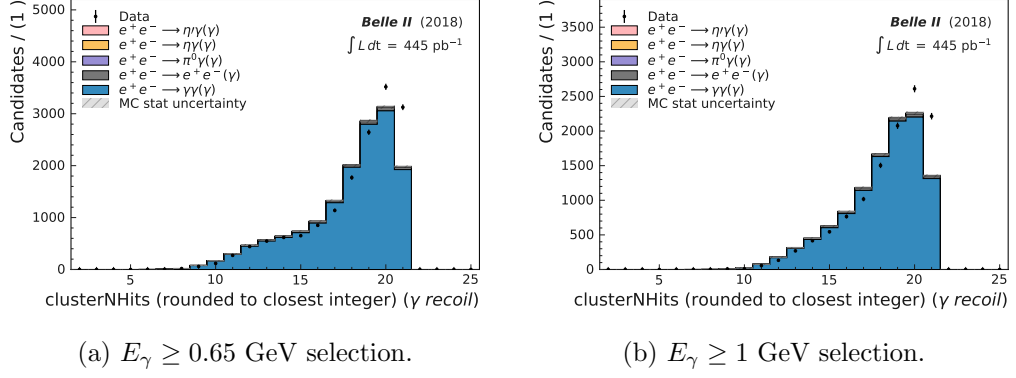 5000
4000
3000
2000
1000
0
Candidates / (1 )
Data
e⁺e⁻ → η′γ(γ)
e⁺e⁻ → ηγ(γ)
e⁺e⁻ → π⁰γ(γ)
e⁺e⁻ → e⁺e⁻(γ)
e⁺e⁻ → γγ(γ)
MC stat uncertainty
Belle II (2018)
∫ L dt = 445 pb⁻¹
5 10 15 20 25
clusterNHits (rounded to closest integer) (γ recoil)
(a) Eγ ≥ 0.65 GeV selection.
3500
3000
2500
2000
1500
1000
500
0
Candidates / (1 )
Data
e⁺e⁻ → η′γ(γ)
e⁺e⁻ → ηγ(γ)
e⁺e⁻ → π⁰γ(γ)
e⁺e⁻ → e⁺e⁻(γ)
e⁺e⁻ → γγ(γ)
MC stat uncertainty
Belle II (2018)
∫ L dt = 445 pb⁻¹
5 10 15 20 25
clusterNHits (rounded to closest integer) (γ recoil)
(b) Eγ ≥ 1 GeV selection.